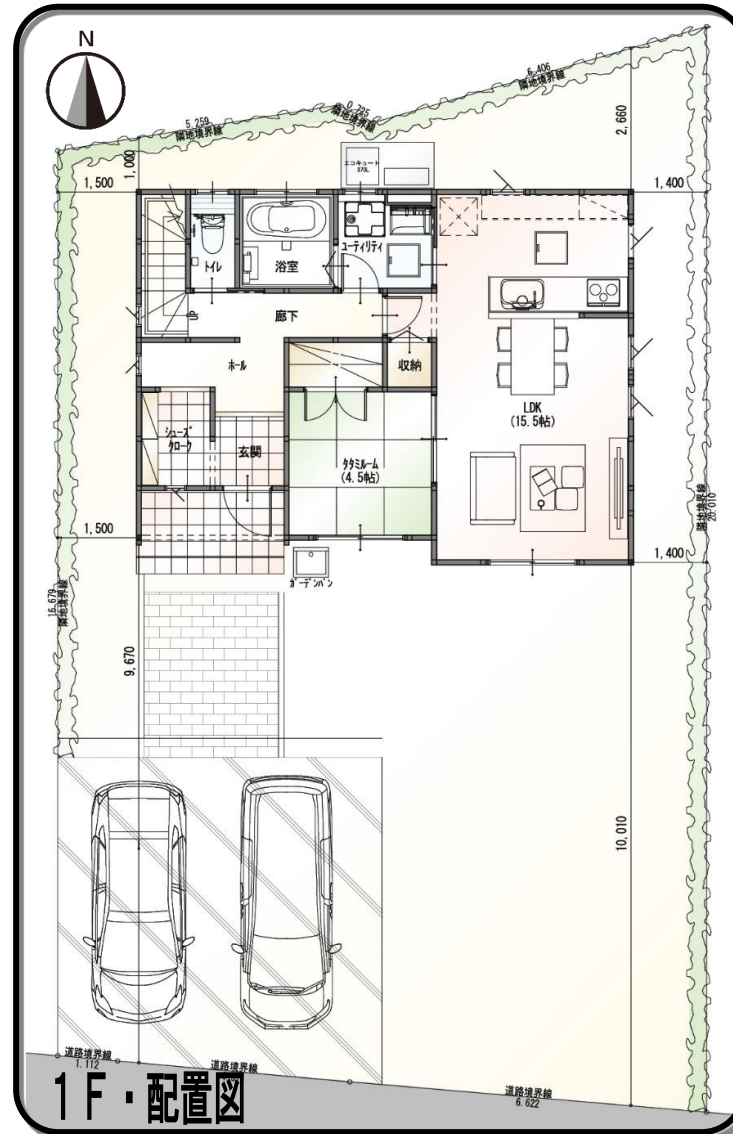 N
6.406
隣地境界線
0.725
隣地境界線
5.259
隣地境界線
2,660
1,000
エコキュート
370L
1,500
1,400
トイレ
浴室
ユーティリティ
UP
廊下
ホール
収納
LDK
(15.5帖)
シューズ
クローク
玄関
タタミルーム
(4.5帖)
隣地境界線
20.010
1,500
1,400
ガーデンパン
16.679
隣地境界線
9,670
10,010
道路境界線
1.112
道路境界線
道路境界線
6.622
1F・配置図